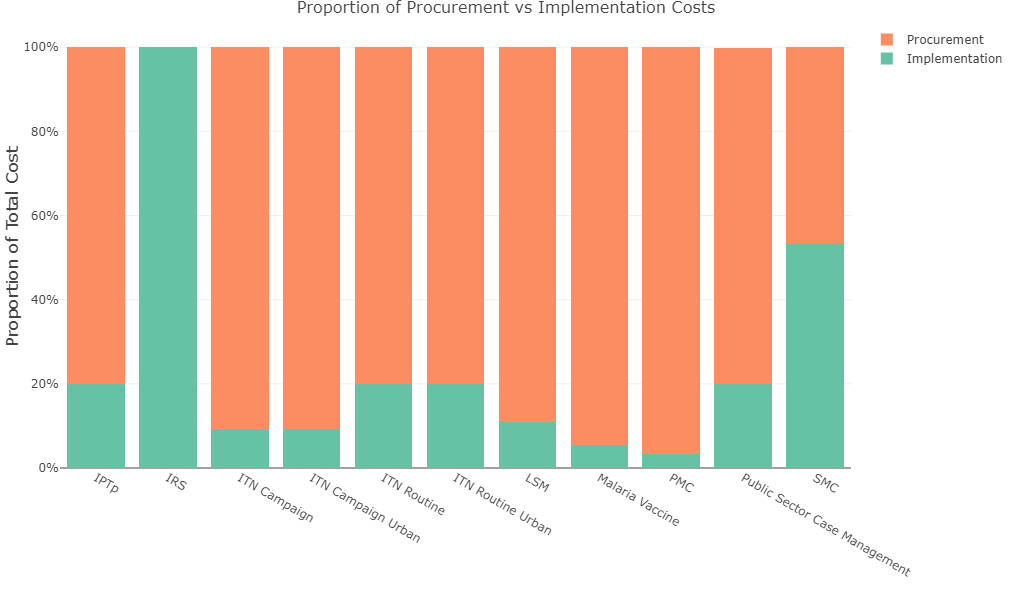 Proportion of Procurement vs Implementation Costs
Procurement
Implementation
Proportion of Total Cost
100%
80%
60%
40%
20%
0%
IPTp
IRS
ITN Campaign
ITN Campaign Urban
ITN Routine
ITN Routine Urban
LSM
Malaria Vaccine
PMC
Public Sector Case Management
SMC